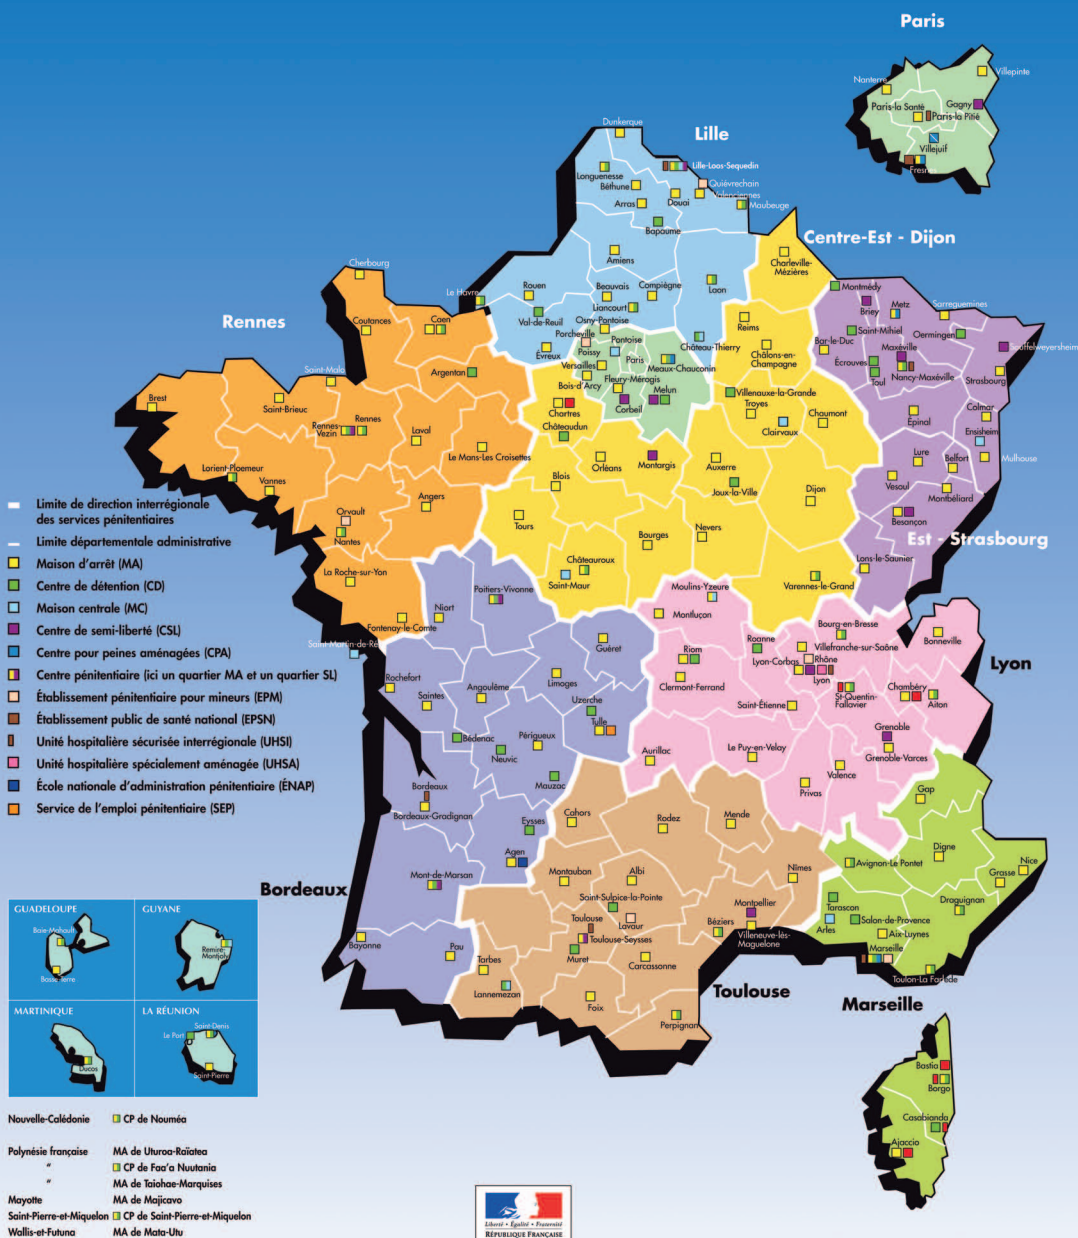 Paris
Villepinte
Nanterre
Paris-la Santé
Gagny
Paris-la Pitié
Villejuif
Fresnes
Lille
Dunkerque
Longuenesse
Lille-Loos-Sequedin
Béthune
Quiévrechain
Valenciennes
Arras
Douai
Maubeuge
Bapaume
Amiens
Rouen
Beauvais
Compiègne
Laon
Le Havre
Liancourt
Val-de-Reuil
Osny-Pontoise
Évreux
Château-Thierry
Centre-Est - Dijon
Charleville-
Mézières
Reims
Châlons-en-
Champagne
Villenauxe-la-Grande
Troyes
Chaumont
Clairvaux
Porcheville
Pontoise
Poissy
Paris
Versailles
Meaux-Chauconin
Bois-d'Arcy
Fleury-Mérogis
Melun
Corbeil
Chartres
Châteaudun
Orléans
Montargis
Auxerre
Joux-la-Ville
Dijon
Blois
Tours
Bourges
Nevers
Châteauroux
Saint-Maur
Varennes-le-Grand
Montmédy
Briey
Metz
Sarreguemines
Saint-Mihiel
Oermingen
Bar-le-Duc
Maxéville
Souffelweyersheim
Écrouves
Nancy-Maxéville
Toul
Strasbourg
Épinal
Colmar
Ensisheim
Lure
Belfort
Mulhouse
Vesoul
Montbéliard
Besançon
Est - Strasbourg
Lons-le-Saunier
Rennes
Cherbourg
Coutances
Caen
Argentan
Saint-Malo
Brest
Saint-Brieuc
Rennes-
Vezin
Rennes
Laval
Le Mans-Les Croisettes
Lorient-Ploemeur
Vannes
Angers
Orvault
Nantes
La Roche-sur-Yon
Fontenay-le-Comte
Limite de direction interrégionale
des services pénitentiaires
Limite départementale administrative
Maison d'arrêt (MA)
Centre de détention (CD)
Maison centrale (MC)
Centre de semi-liberté (CSL)
Centre pour peines aménagées (CPA)
Centre pénitentiaire (ici un quartier MA et un quartier SL)
Établissement pénitentiaire pour mineurs (EPM)
Établissement public de santé national (EPSN)
Unité hospitalière sécurisée interrégionale (UHSI)
Unité hospitalière spécialement aménagée (UHSA)
École nationale d'administration pénitentiaire (ÉNAP)
Service de l'emploi pénitentiaire (SEP)
Poitiers-Vivonne
Niort
Saint-Martin-de-Ré
Guéret
Rochefort
Saintes
Angoulême
Limoges
Uzerche
Tulle
Bédenac
Périgueux
Neuvic
Mauzac
Bordeaux
Bordeaux-Gradignan
Eysses
Agen
Mont-de-Marsan
Bordeaux
Bayonne
Pau
Moulins-Yzeure
Montluçon
Bourg-en-Bresse
Roanne
Villefranche-sur-Saône
Bonneville
Riom
Lyon-Corbas
Rhône
Lyon
Lyon
Clermont-Ferrand
St-Quentin-
Fallavier
Chambéry
Aiton
Saint-Étienne
Grenoble
Grenoble-Varces
Aurillac
Le Puy-en-Velay
Valence
Privas
Cahors
Rodez
Mende
Nîmes
Montauban
Albi
Saint-Sulpice-la-Pointe
Lavaur
Toulouse
Toulouse-Seysses
Muret
Montpellier
Béziers
Villeneuve-lès-
Maguelone
Carcassonne
Tarbes
Lannemezan
Foix
Perpignan
Toulouse
Gap
Avignon-Le Pontet
Digne
Nice
Grasse
Draguignan
Tarascon
Arles
Salon-de-Provence
Aix-Luynes
Marseille
Toulon-La Farlède
Marseille
Bastia
Borgo
Casabianda
Ajaccio
GUADELOUPE
Baie-Mahault
Basse-Terre
GUYANE
Remire-
Montjoly
MARTINIQUE
Ducos
LA RÉUNION
Le Port
Saint-Denis
Saint-Pierre
Nouvelle-Calédonie CP de Nouméa
Polynésie française MA de Uturoa-Raïatea
" CP de Faa'a Nuutania
" MA de Taiohae-Marquises
Mayotte MA de Majicavo
Saint-Pierre-et-Miquelon CP de Saint-Pierre-et-Miquelon
Wallis-et-Futuna MA de Mata-Utu
Liberté • Égalité • Fraternité
RÉPUBLIQUE FRANÇAISE